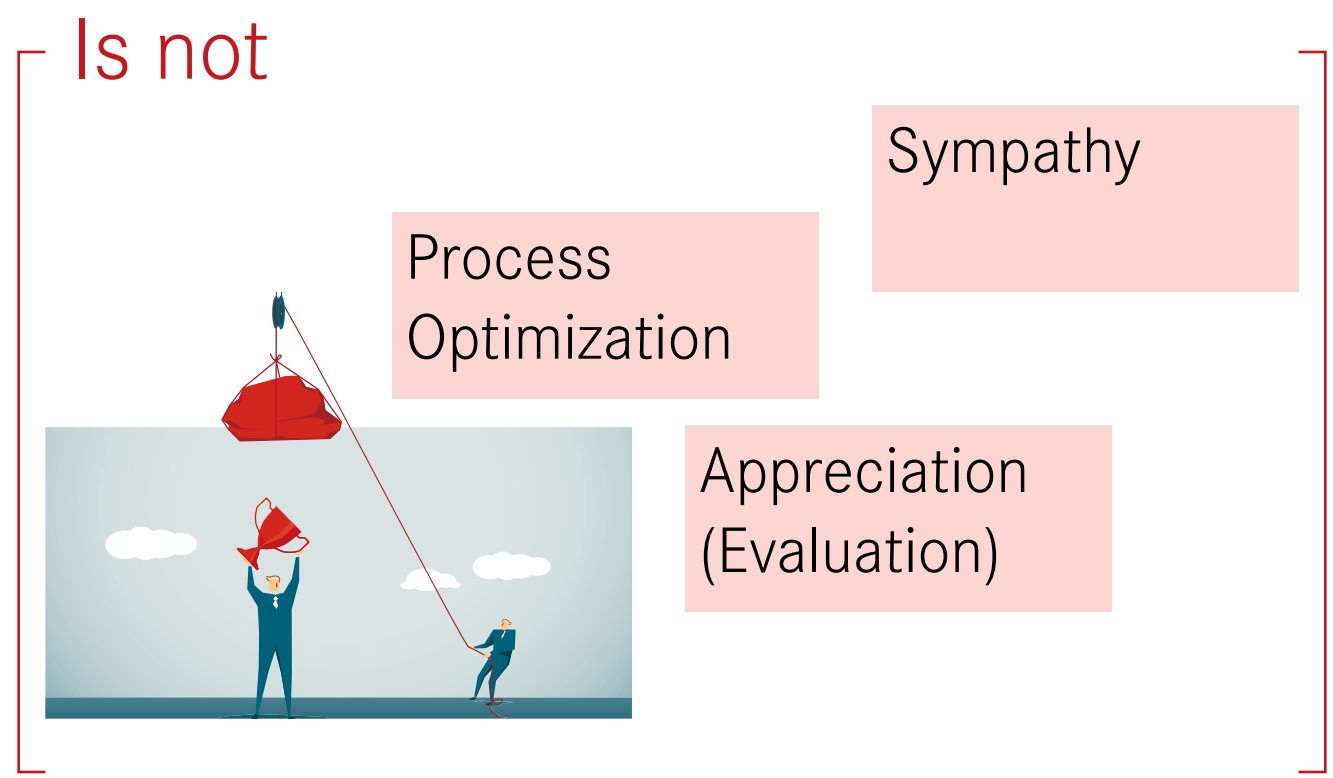 Is not
Sympathy
Process
Optimization
Appreciation
(Evaluation)